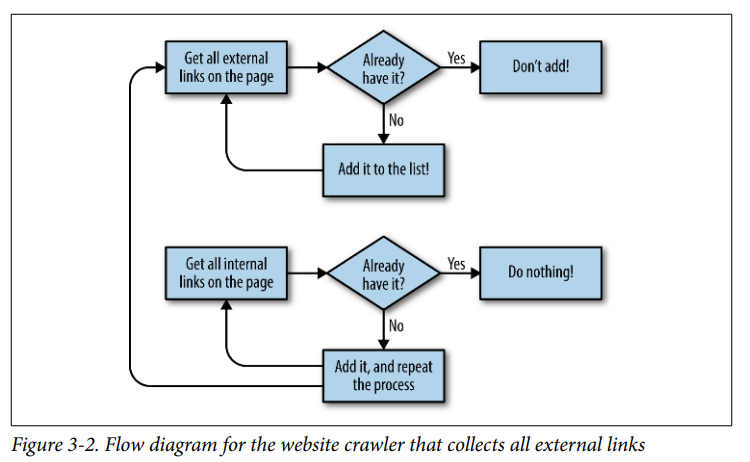 Get all external
links on the page
Already
have it?
Yes
Don't add!
No
Add it to the list!
Get all internal
links on the page
Already
have it?
Yes
Do nothing!
No
Add it, and repeat
the process
Figure 3-2. Flow diagram for the website crawler that collects all external links